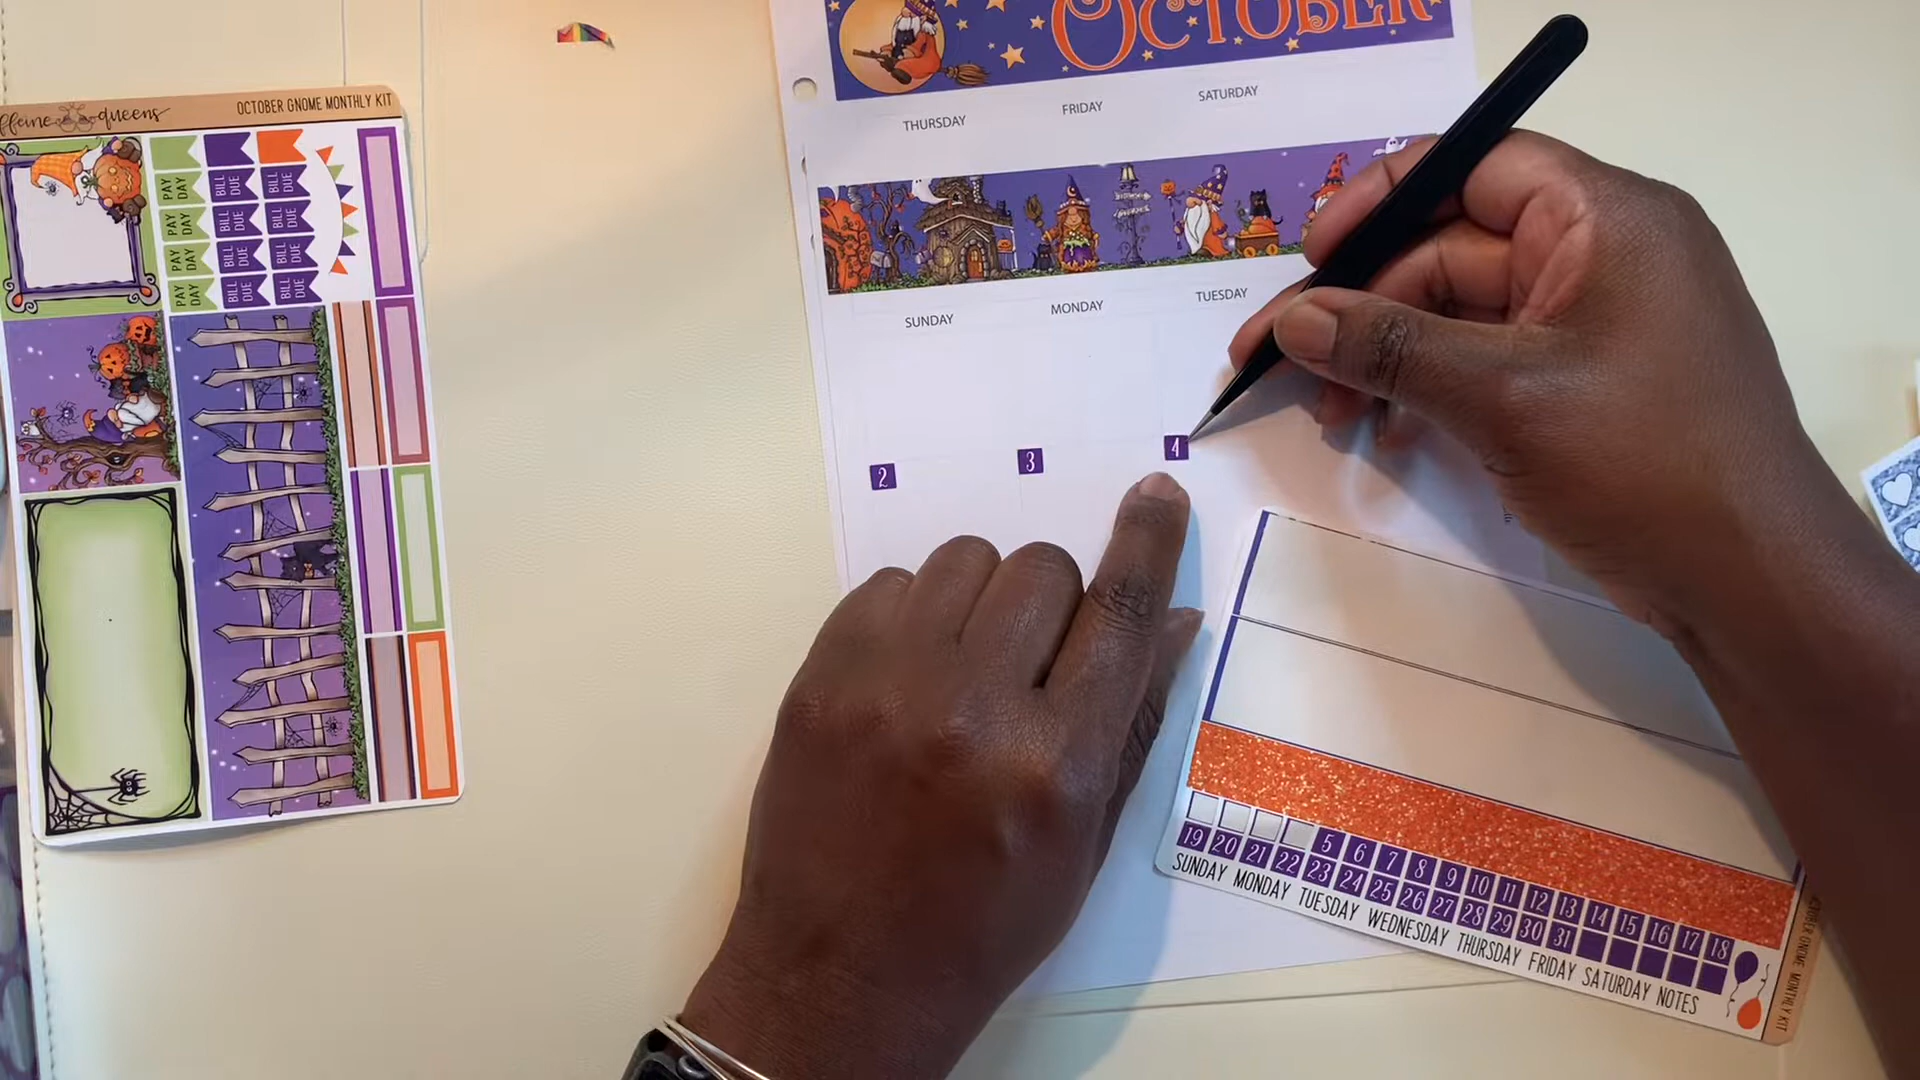 OCTOBER
THURSDAY FRIDAY SATURDAY
SUNDAY MONDAY TUESDAY
2 3 4
queens OCTOBER GNOME MONTHLY KIT
PAY DAY BILL DUE BILL DUE
PAY DAY BILL DUE BILL DUE
PAY DAY BILL DUE BILL DUE
PAY DAY BILL DUE BILL DUE
5 6 7 8 9 10 11 12 13 14 15 16 17 18
19 20 21 22 23 24 25 26 27 28 29 30 31
SUNDAY MONDAY TUESDAY WEDNESDAY THURSDAY FRIDAY SATURDAY NOTES
GNOME MONTHLY KIT